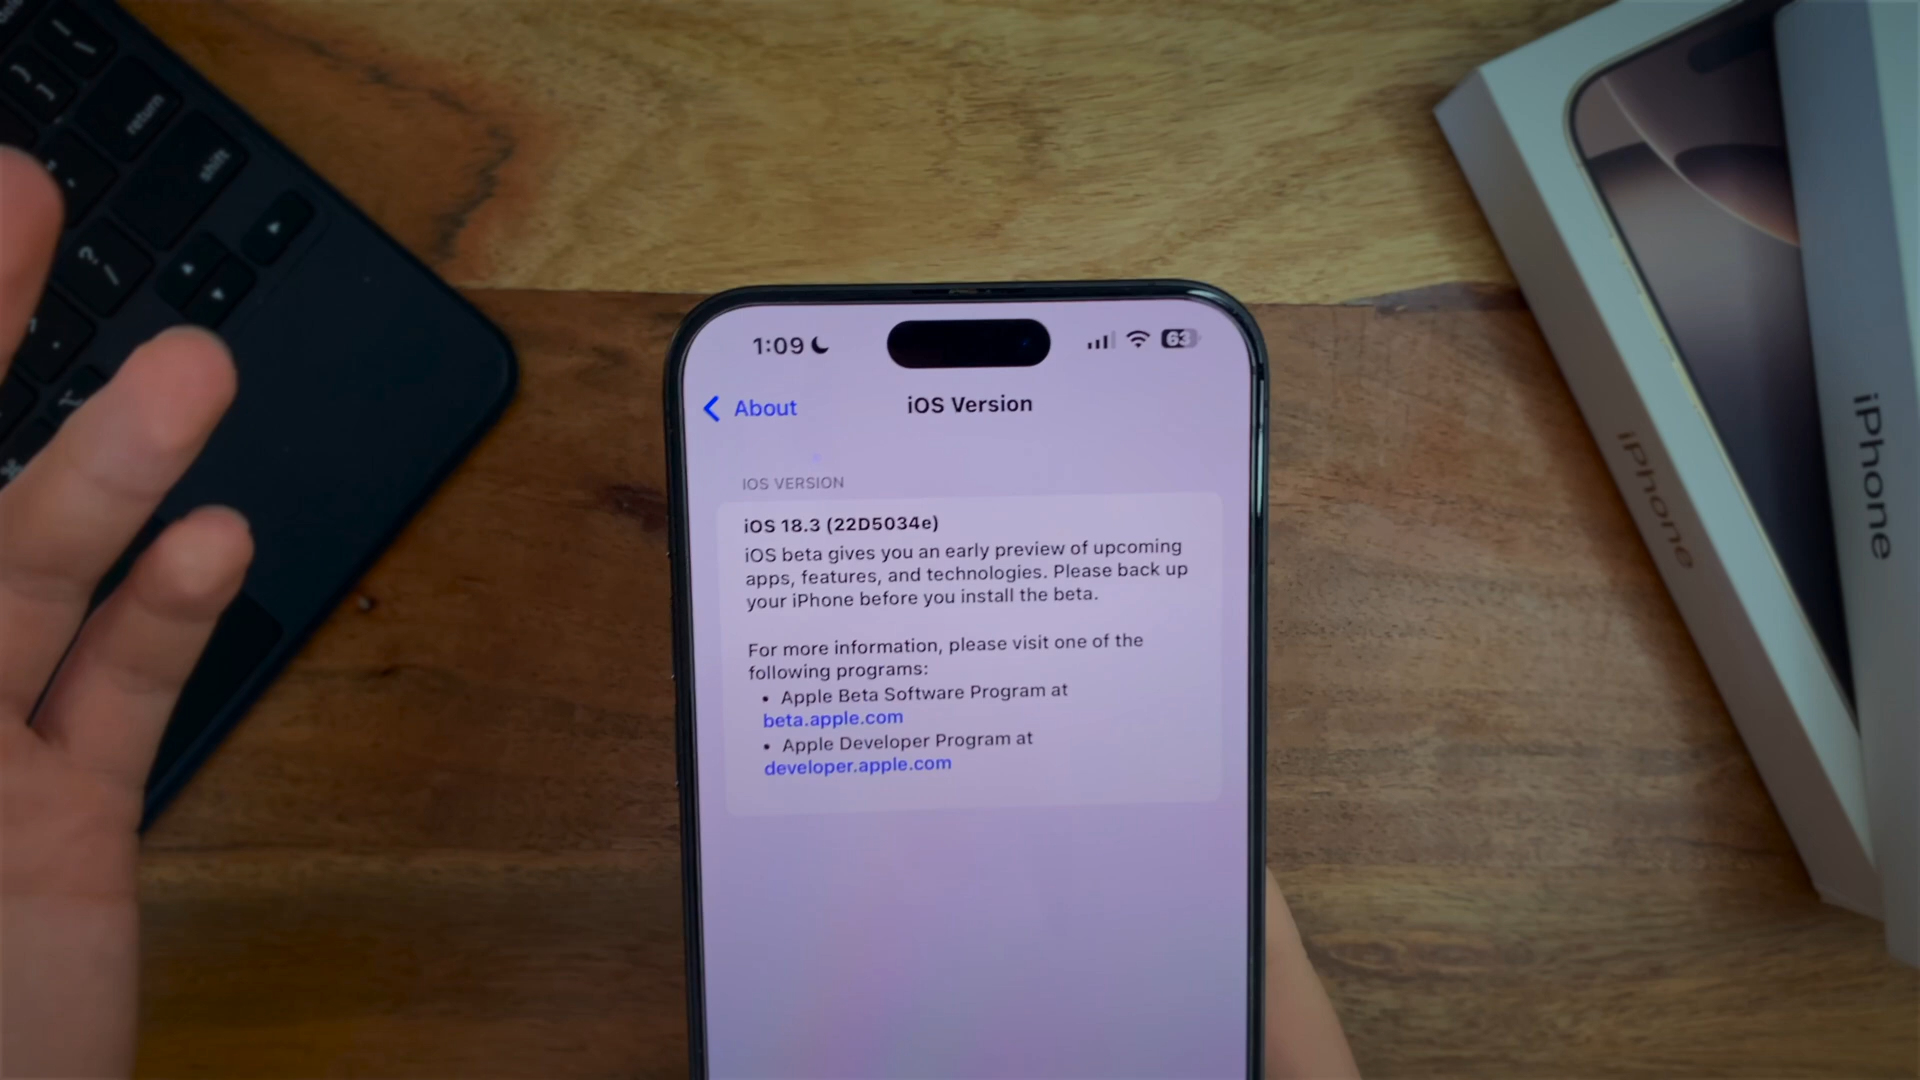 return
shift
?
/
1:09
63
About
iOS Version
IOS VERSION
iOS 18.3 (22D5034e)
iOS beta gives you an early preview of upcoming
apps, features, and technologies. Please back up
your iPhone before you install the beta.
For more information, please visit one of the
following programs:
• Apple Beta Software Program at
beta.apple.com
• Apple Developer Program at
developer.apple.com
iPhone
iPhone